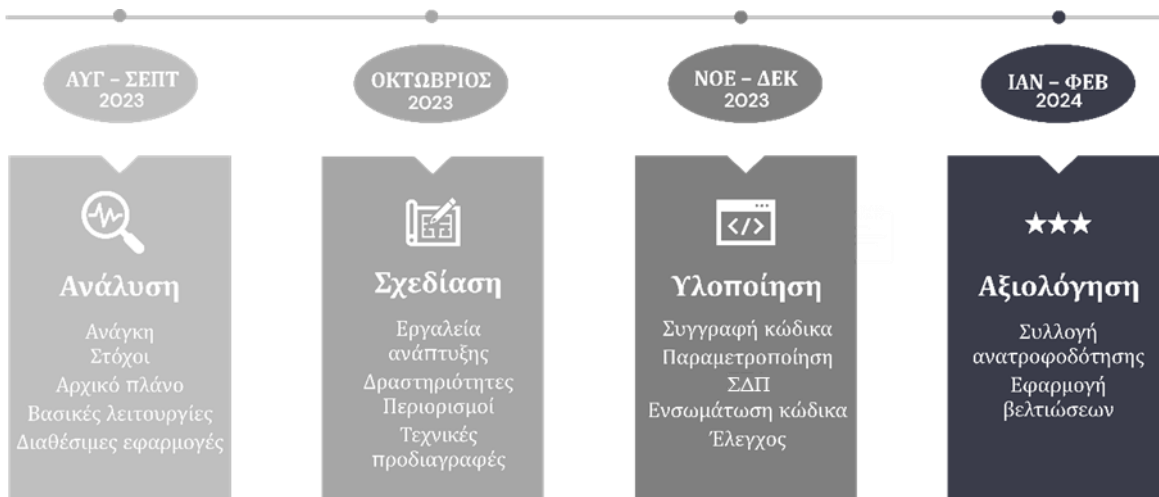 ΑΥΓ – ΣΕΠΤ
2023
ΟΚΤΩΒΡΙΟΣ
2023
ΝΟΕ – ΔΕΚ
2023
ΙΑΝ – ΦΕΒ
2024
Ανάλυση
Ανάγκη
Στόχοι
Αρχικό πλάνο
Βασικές λειτουργίες
Διαθέσιμες εφαρμογές
Σχεδίαση
Εργαλεία
ανάπτυξης
Δραστηριότητες
Περιορισμοί
Τεχνικές
προδιαγραφές
</>
Υλοποίηση
Συγγραφή κώδικα
Παραμετροποίηση
ΣΔΠ
Ενσωμάτωση κώδικα
Έλεγχος
Αξιολόγηση
Συλλογή
ανατροφοδότησης
Εφαρμογή
βελτιώσεων